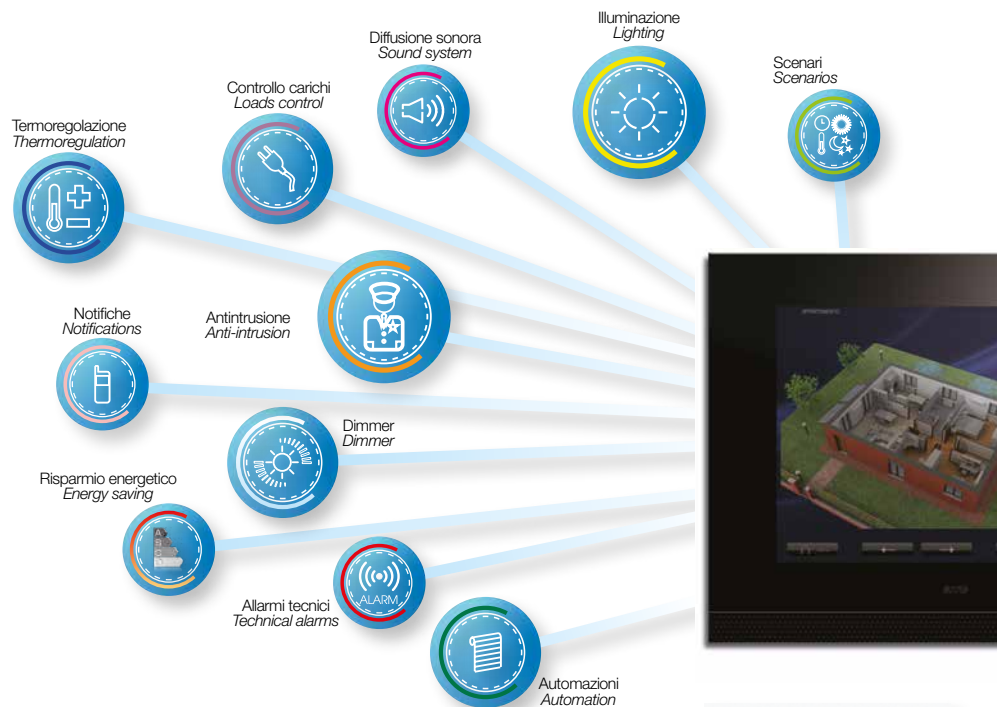 Illuminazione
Lighting
Diffusione sonora
Sound system
Scenari
Scenarios
Controllo carichi
Loads control
Termoregolazione
Thermoregulation
Notifiche
Notifications
Antintrusione
Anti-intrusion
Dimmer
Dimmer
Risparmio energetico
Energy saving
A
Allarmi tecnici
Technical alarms
ALARM
Automazioni
Automation